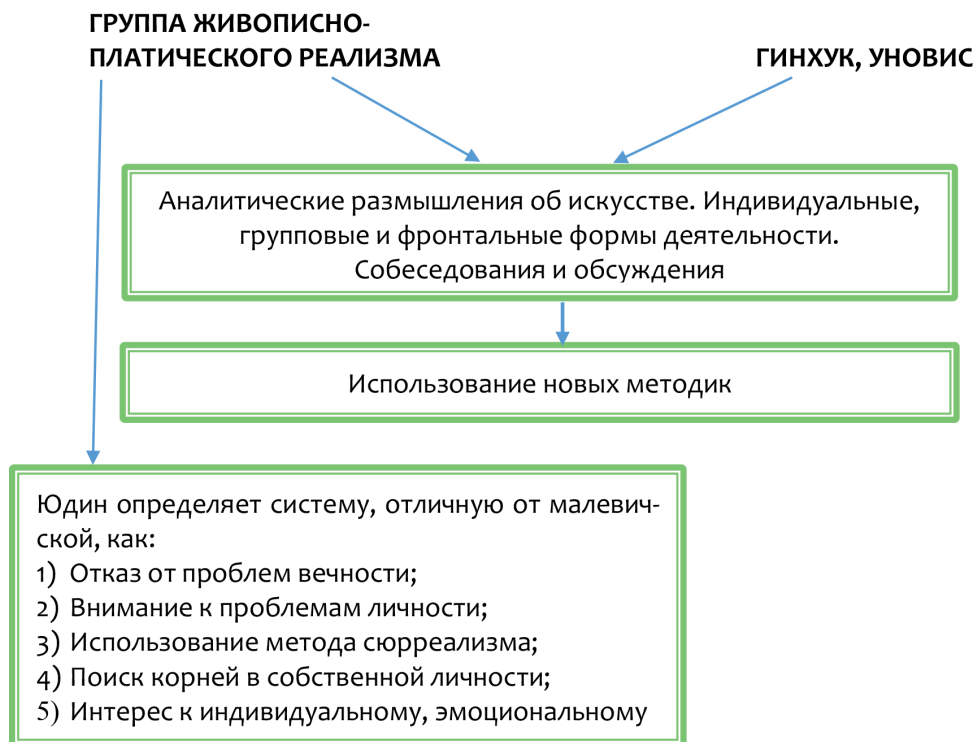 ГРУППА ЖИВОПИСНО-
ПЛАТИЧЕСКОГО РЕАЛИЗМА
ГИНХУК, УНОВИС
Аналитические размышления об искусстве. Индивидуальные,
групповые и фронтальные формы деятельности.
Собеседования и обсуждения
Использование новых методик
Юдин определяет систему, отличную от малевич-
ской, как:
1) Отказ от проблем вечности;
2) Внимание к проблемам личности;
3) Использование метода сюрреализма;
4) Поиск корней в собственной личности;
5) Интерес к индивидуальному, эмоциональному